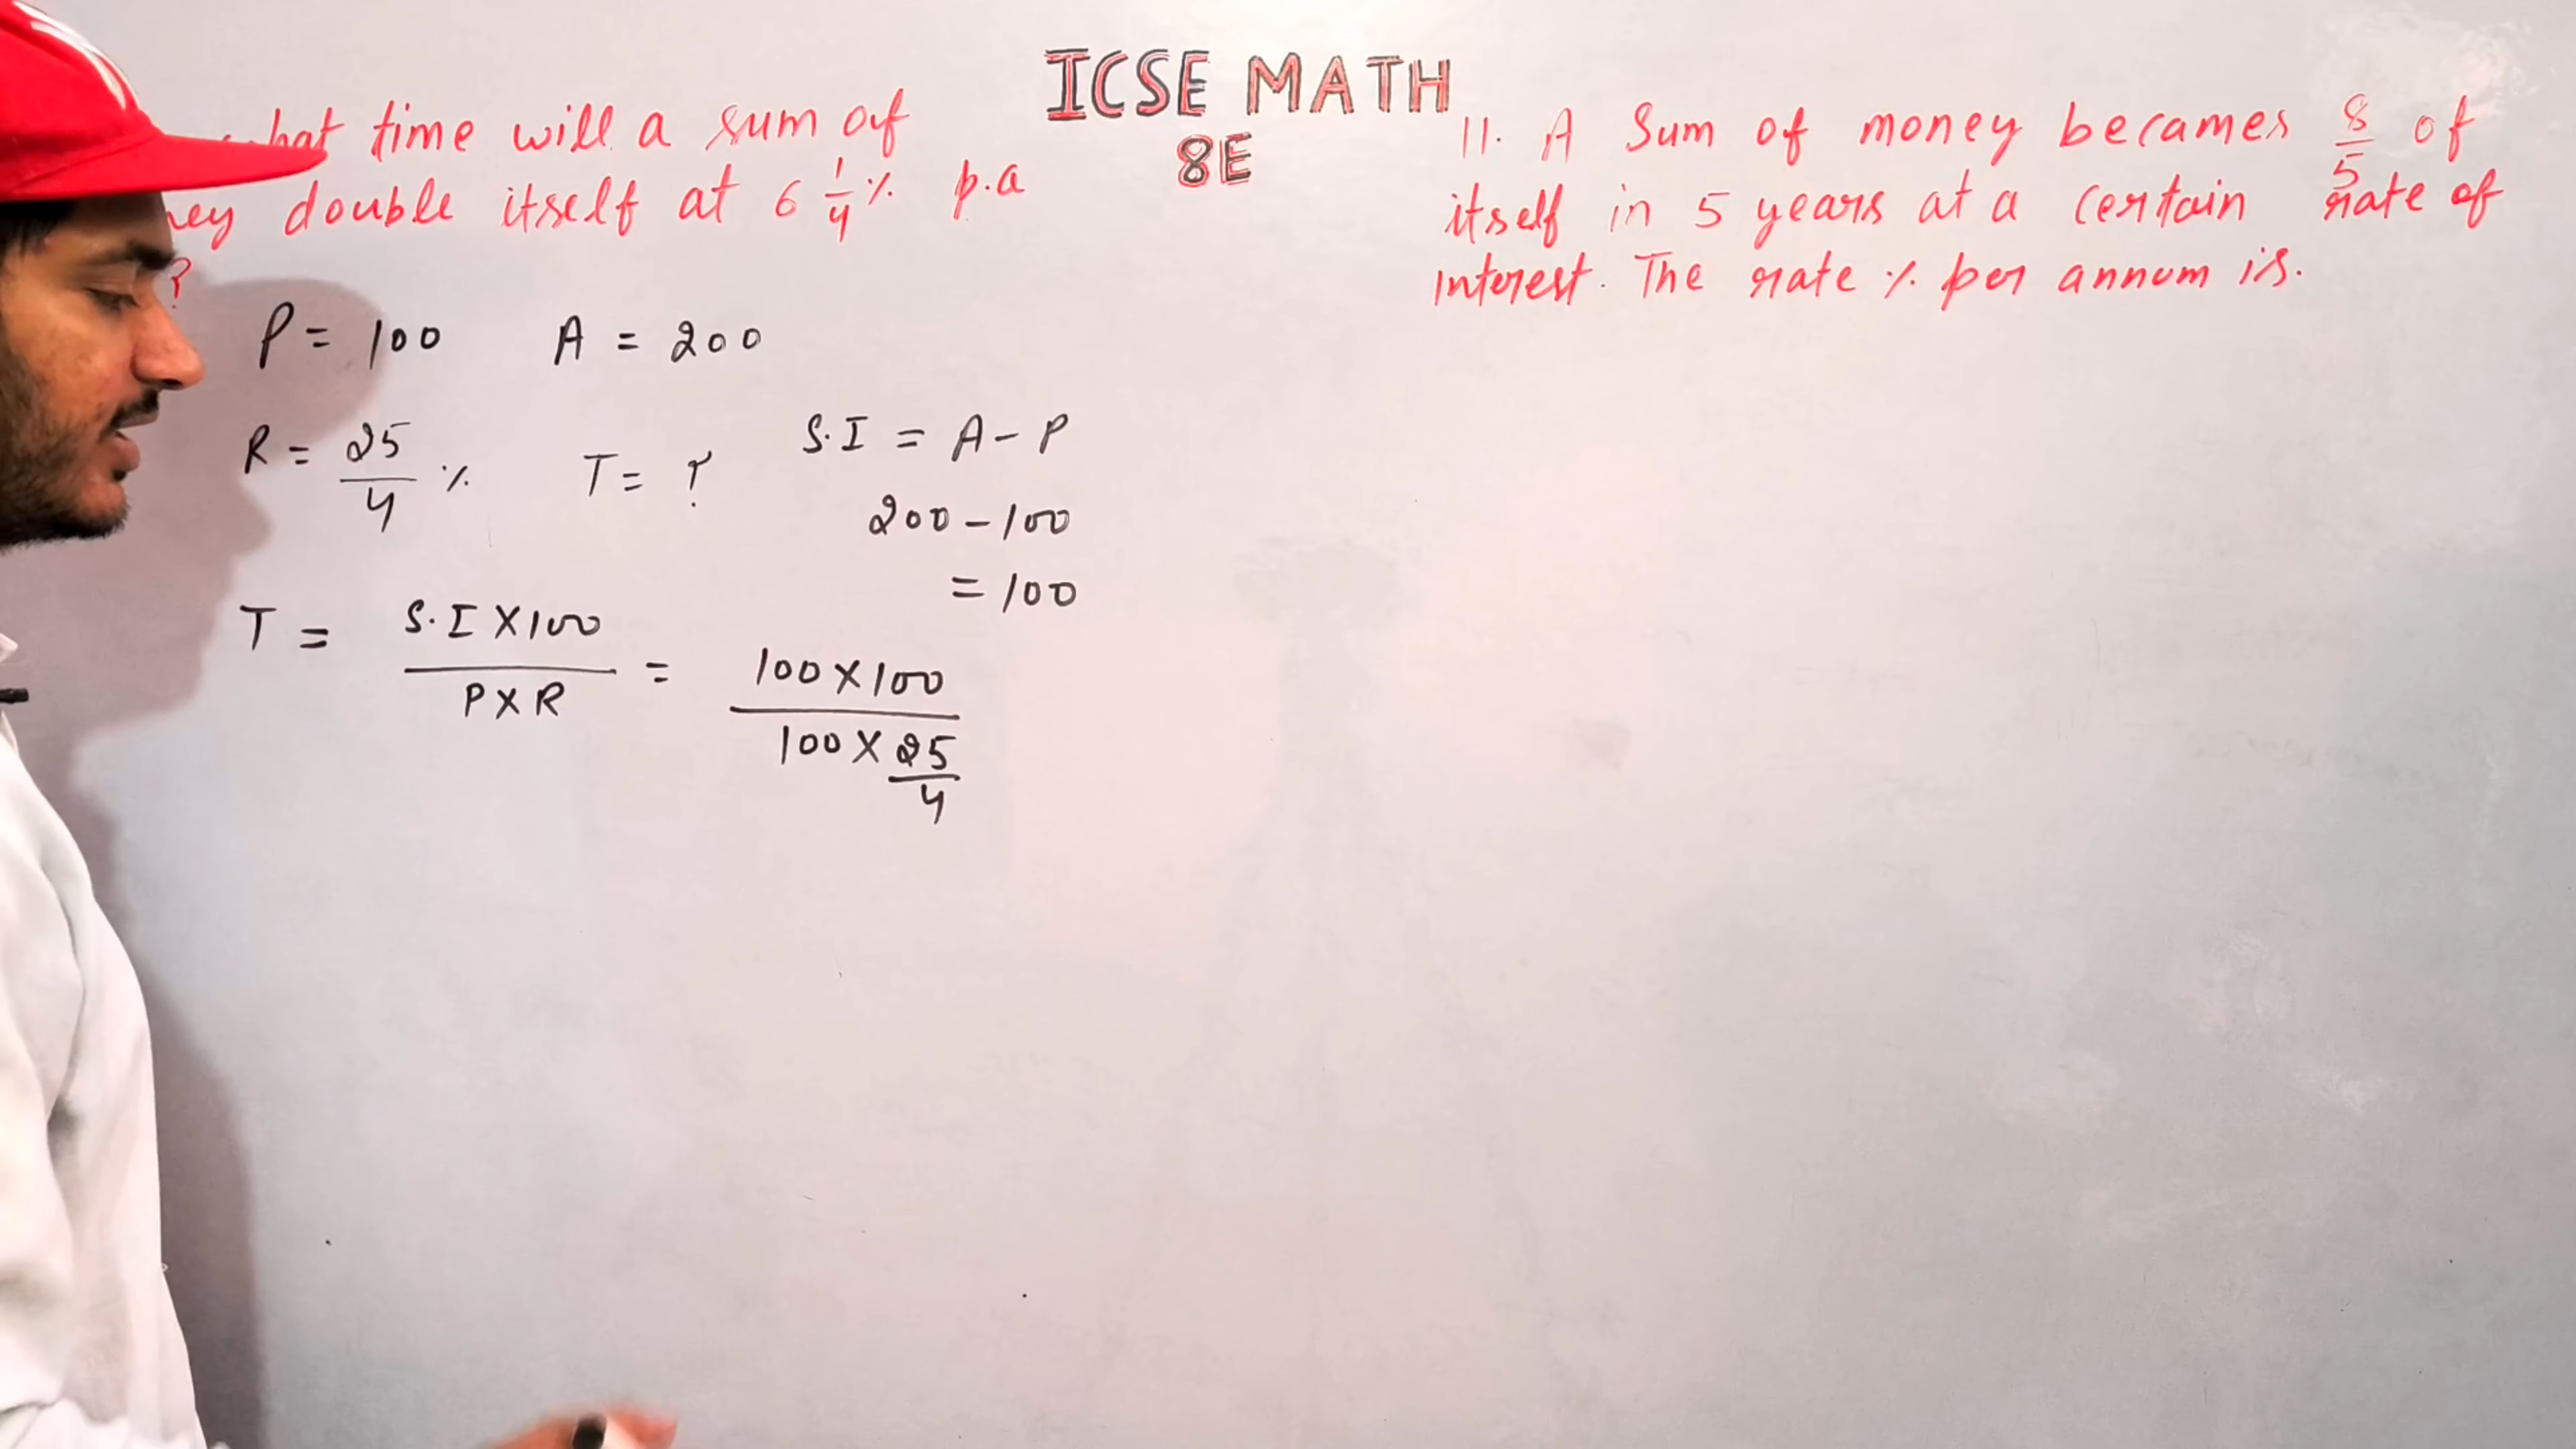 ICSE MATH
8E
time will a sum of
double itself at 6 1/4 % p.a
?
P = 100 A = 200
R = 25/4 % T = ?
S.I = A - P
200 - 100
= 100
T = S.I X 100 / P X R = 100 X 100 / 100 X 25/4
11. A Sum of money becames 8/5 of
itself in 5 years at a certain rate of
interest. The rate % per annum is.